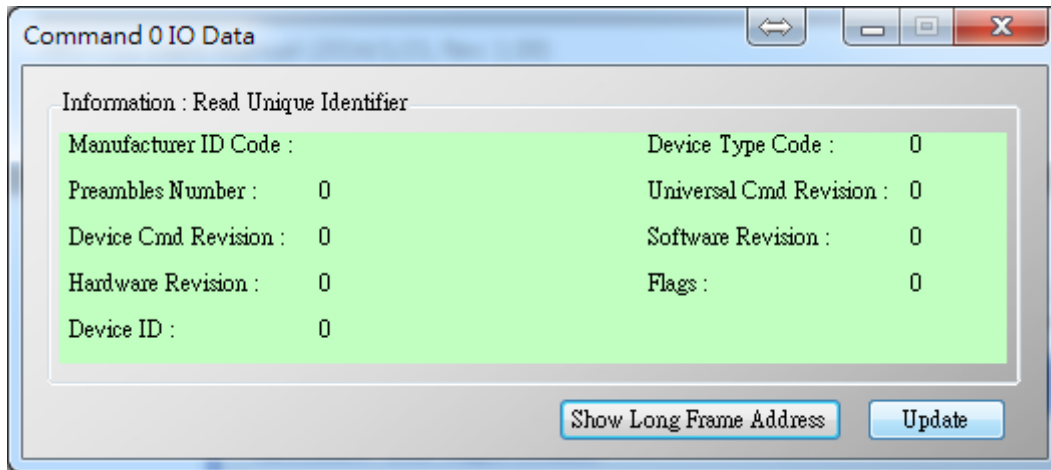 Command 0 IO Data
Information : Read Unique Identifier
Manufacturer ID Code :
Device Type Code : 0
Preambles Number : 0
Universal Cmd Revision : 0
Device Cmd Revision : 0
Software Revision : 0
Hardware Revision : 0
Flags : 0
Device ID : 0
Show Long Frame Address
Update